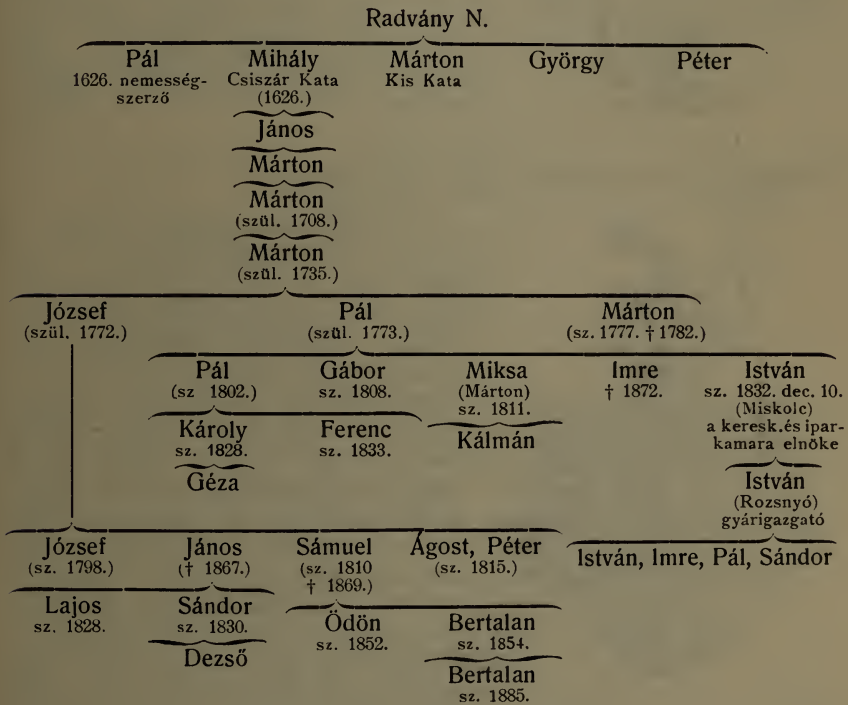 Radvány N.
Pál Mihály Márton György Péter
1626. nemesség- Csiszár Kata Kis Kata
szerző (1626.)
János
Márton
Márton
(szül. 1708.)
Márton
(szül. 1735.)
József Pál Márton
(szül. 1772.) (szül. 1773.) (sz. 1777. † 1782.)
Pál Gábor Miksa Imre István
(sz 1802.) sz. 1808. (Márton) † 1872. sz. 1832. dec. 10.
sz. 1811. (Miskolc)
a keresk.és ipar-
kamara elnöke
Károly Ferenc Kálmán
sz. 1828. sz. 1833.
Géza István
(Rozsnyó)
gyárigazgató
József János Sámuel Ágost, Péter István, Imre, Pál, Sándor
(sz. 1798.) († 1867.) (sz. 1810 (sz. 1815.)
† 1869.)
Lajos Sándor Ödön Bertalan
sz. 1828. sz. 1830. sz. 1852. sz. 1854.
Dezső Bertalan
sz. 1885.